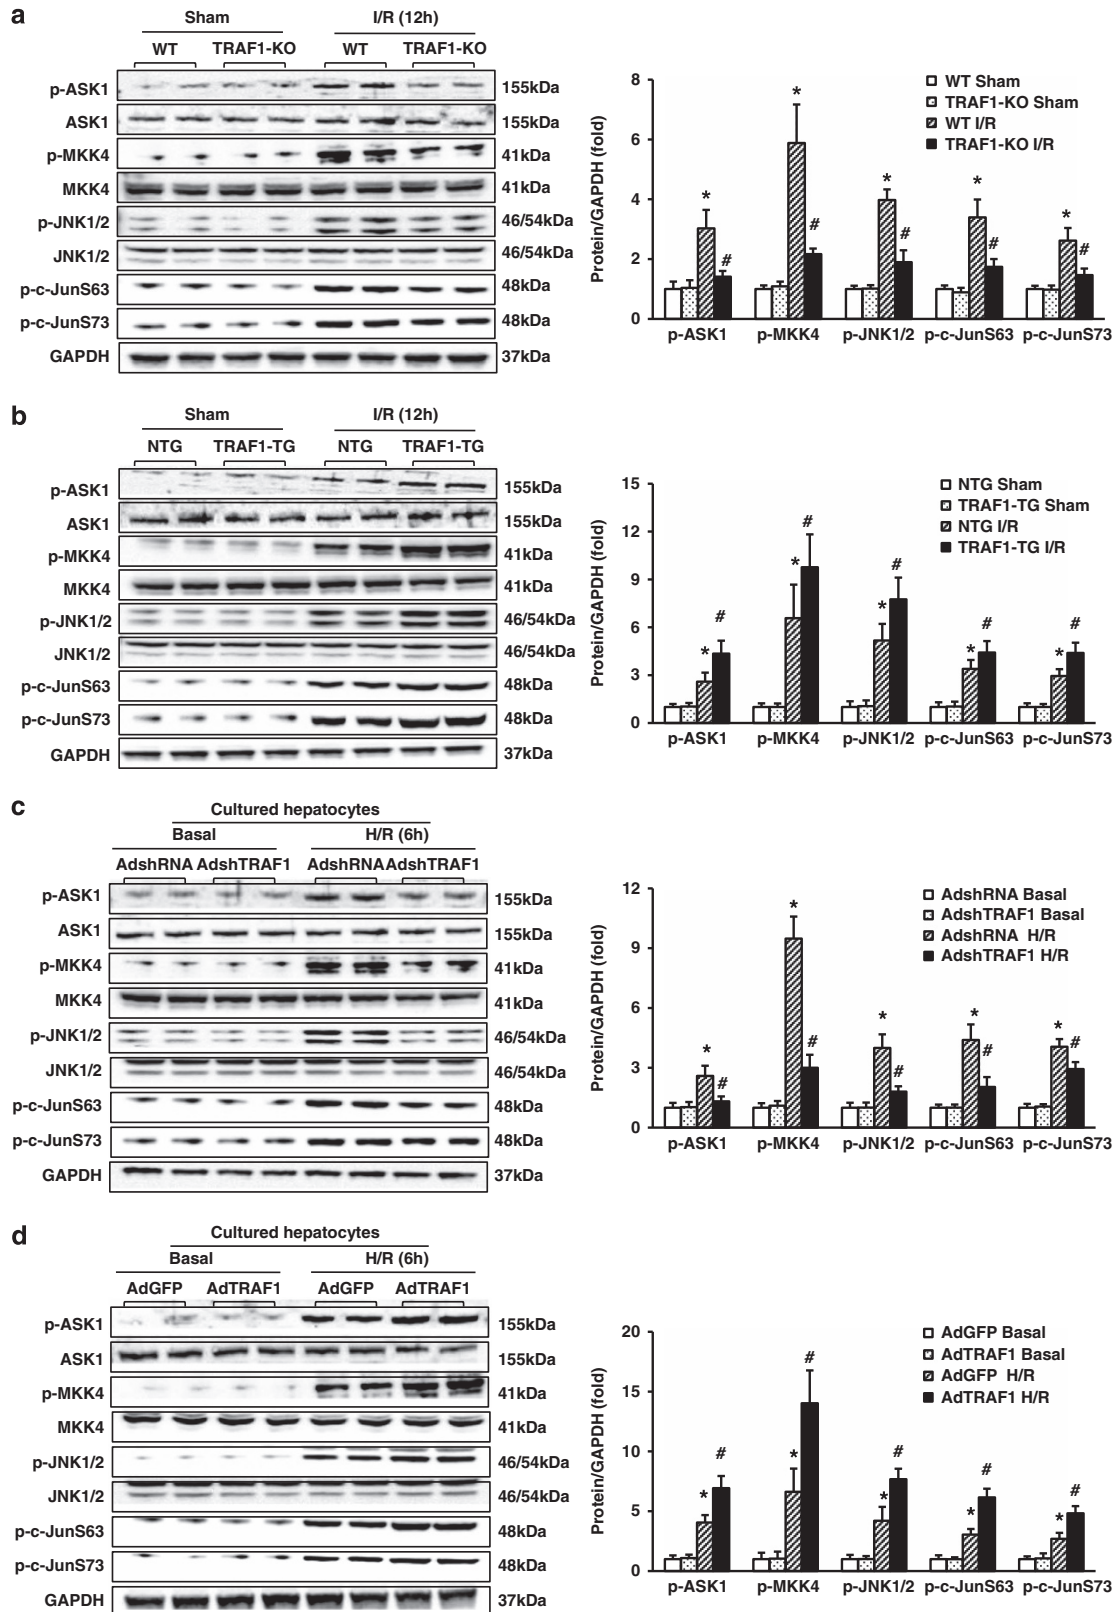 a
Sham I/R (12h)
WT TRAF1-KO WT TRAF1-KO
p-ASK1 155kDa
ASK1 155kDa
p-MKK4 41kDa
MKK4 41kDa
p-JNK1/2 46/54kDa
JNK1/2 46/54kDa
p-c-JunS63 48kDa
p-c-JunS73 48kDa
GAPDH 37kDa
Protein/GAPDH (fold)
8
6
4
2
0
WT Sham
TRAF1-KO Sham
WT I/R
TRAF1-KO I/R
* # * # * # * # * #
p-ASK1 p-MKK4 p-JNK1/2 p-c-JunS63 p-c-JunS73
b
Sham I/R (12h)
NTG TRAF1-TG NTG TRAF1-TG
p-ASK1 155kDa
ASK1 155kDa
p-MKK4 41kDa
MKK4 41kDa
p-JNK1/2 46/54kDa
JNK1/2 46/54kDa
p-c-JunS63 48kDa
p-c-JunS73 48kDa
GAPDH 37kDa
Protein/GAPDH (fold)
15
12
9
6
3
0
NTG Sham
TRAF1-TG Sham
NTG I/R
TRAF1-TG I/R
* # * # * # * # * #
p-ASK1 p-MKK4 p-JNK1/2 p-c-JunS63 p-c-JunS73
c
Cultured hepatocytes
Basal H/R (6h)
AdshRNA AdshTRAF1 AdshRNA AdshTRAF1
p-ASK1 155kDa
ASK1 155kDa
p-MKK4 41kDa
MKK4 41kDa
p-JNK1/2 46/54kDa
JNK1/2 46/54kDa
p-c-JunS63 48kDa
p-c-JunS73 48kDa
GAPDH 37kDa
Protein/GAPDH (fold)
12
9
6
3
0
AdshRNA Basal
AdshTRAF1 Basal
AdshRNA H/R
AdshTRAF1 H/R
* # * # * # * # * #
p-ASK1 p-MKK4 p-JNK1/2 p-c-JunS63 p-c-JunS73
d
Cultured hepatocytes
Basal H/R (6h)
AdGFP AdTRAF1 AdGFP AdTRAF1
p-ASK1 155kDa
ASK1 155kDa
p-MKK4 41kDa
MKK4 41kDa
p-JNK1/2 46/54kDa
JNK1/2 46/54kDa
p-c-JunS63 48kDa
p-c-JunS73 48kDa
GAPDH 37kDa
Protein/GAPDH (fold)
20
15
10
5
0
AdGFP Basal
AdTRAF1 Basal
AdGFP H/R
AdTRAF1 H/R
* # * # * # * # * #
p-ASK1 p-MKK4 p-JNK1/2 p-c-JunS63 p-c-JunS73